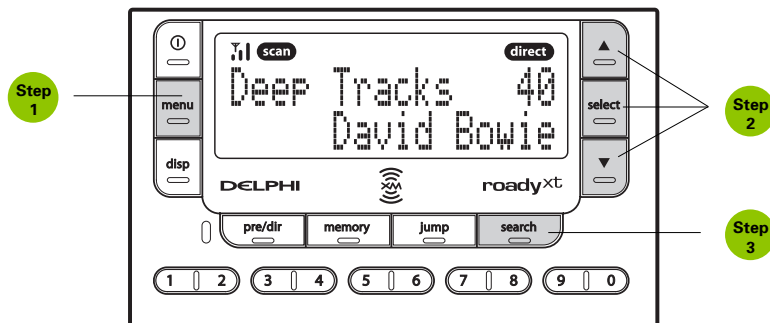 scan direct
Deep Tracks 40
David Bowie
menu
select
disp
DELPHI XM roady xt
pre/dir memory jump search
1 2 3 4 5 6 7 8 9 0
Step
1
Step
2
Step
3